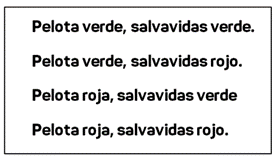 Pelota verde, salvavidas verde.
Pelota verde, salvavidas rojo.
Pelota roja, salvavidas verde
Pelota roja, salvavidas rojo.